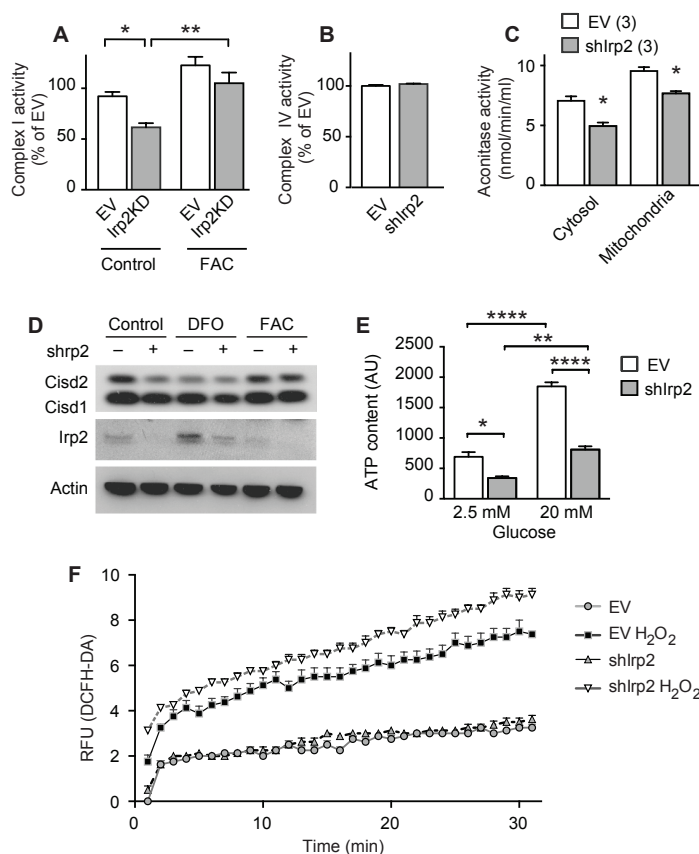 A
* **
Complex I activity
(% of EV)
100
50
0
EV
Irp2KD
EV
Irp2KD
Control FAC
B
Complex IV activity
(% of EV)
100
50
0
EV
shIrp2
EV (3)
shIrp2 (3)
C
Aconitase activity
(nmol/min/ml)
10
5
0
* *
Cytosol
Mitochondria
D
Control DFO FAC
shrp2 – + – + – +
Cisd2
Cisd1
Irp2
Actin
E
****
**
****
*
EV
shIrp2
ATP content (AU)
2500
2000
1500
1000
500
0
2.5 mM 20 mM
Glucose
F
RFU (DCFH-DA)
10
8
6
4
2
0
0 10 20 30
Time (min)
EV
EV H₂O₂
shIrp2
shIrp2 H₂O₂